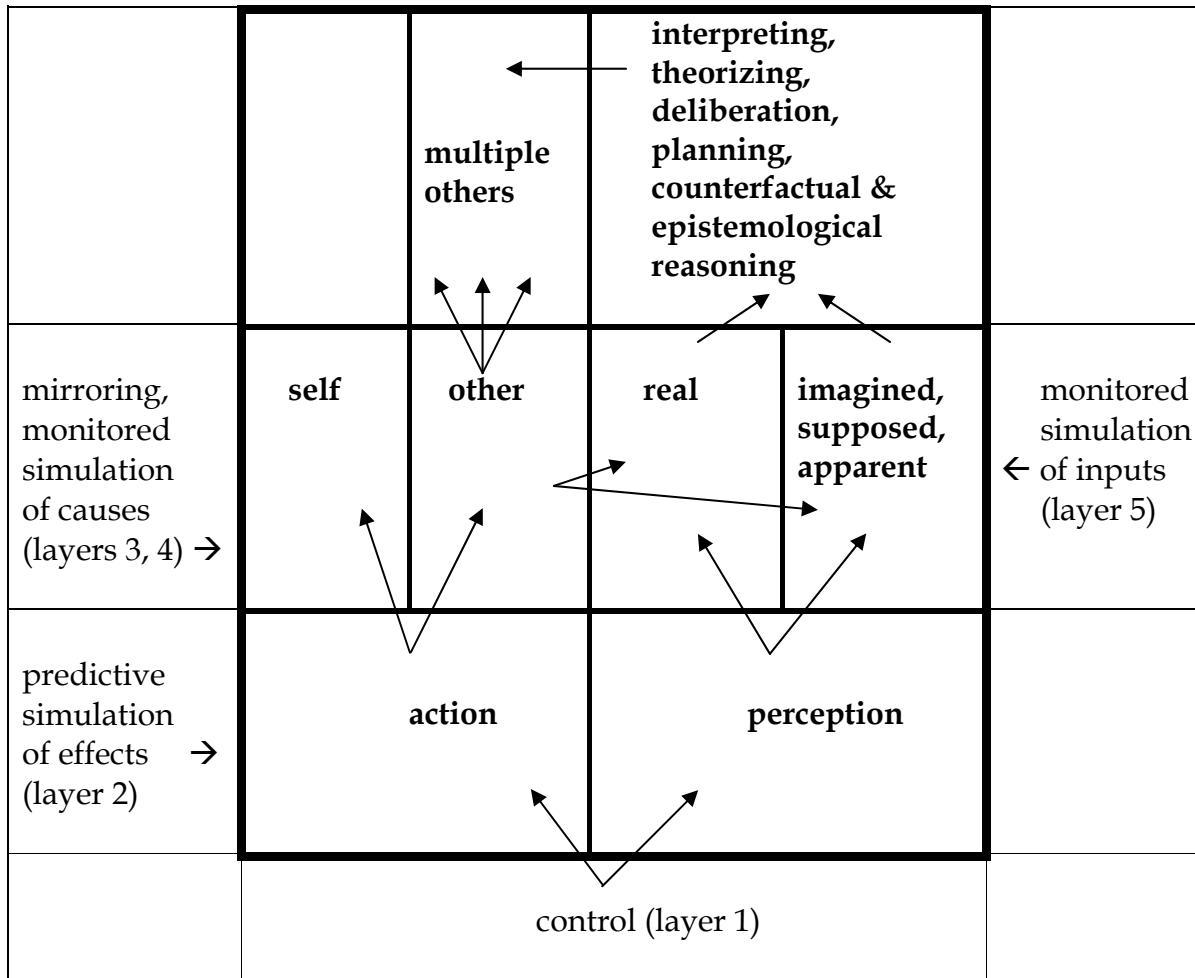 interpreting,
theorizing,
deliberation,
planning,
counterfactual &
epistemological
reasoning
multiple
others
mirroring,
monitored
simulation
of causes
(layers 3, 4) →
self
other
real
imagined,
supposed,
apparent
monitored
simulation
← of inputs
(layer 5)
predictive
simulation
of effects →
(layer 2)
action
perception
control (layer 1)